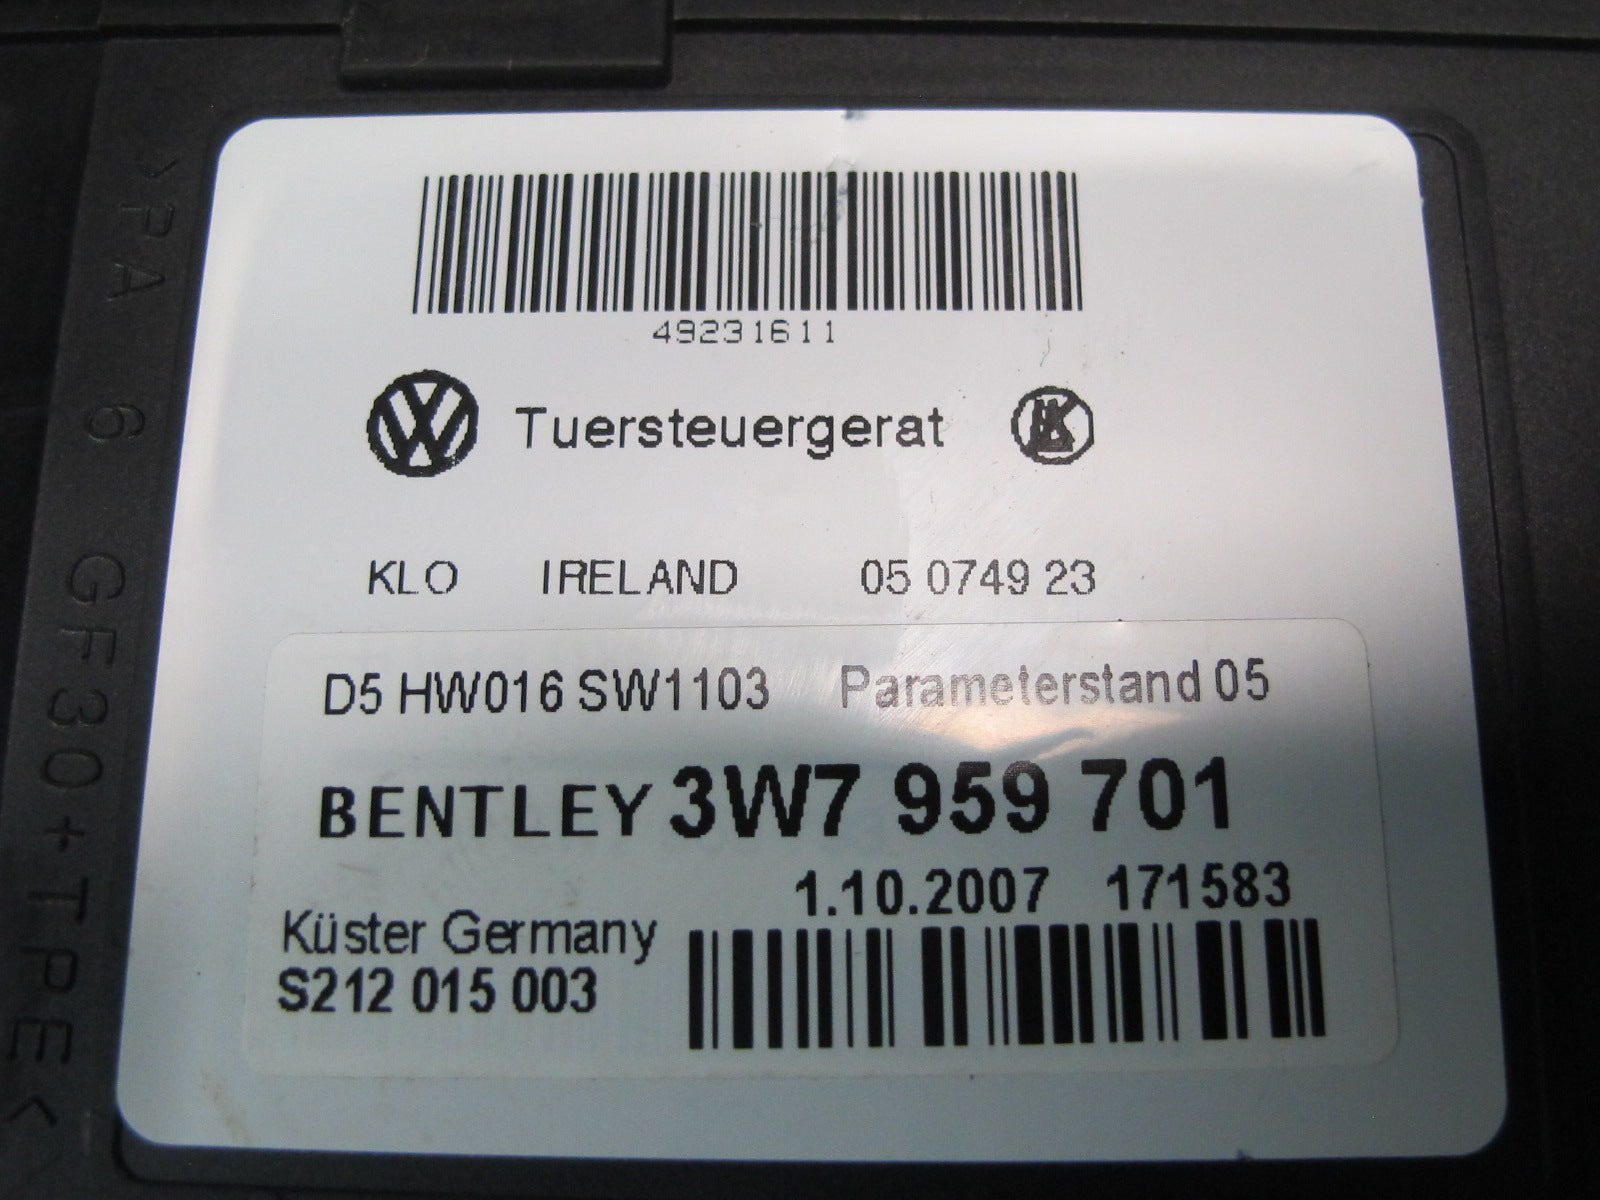 49231611
Tuersteuergerat
KLO IRELAND 05 0749 23
D5 HW016 SW1103 Parameterstand 05
BENTLEY 3W7 959 701
1.10.2007 171583
Küster Germany
S212 015 003
>PA 6 GF30+TPE<